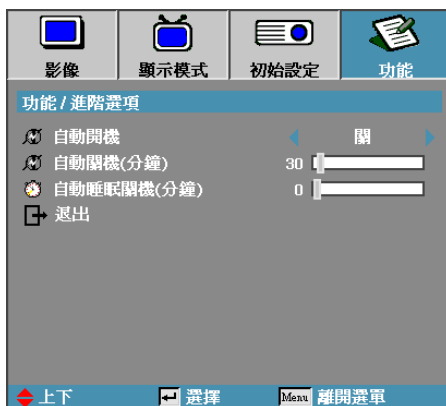 影像 顯示模式 初始設定 功能
功能 / 進階選項
自動開機 關
自動關機(分鐘) 30
自動睡眠關機(分鐘) 0
退出
上下 選擇 Menu 離開選單